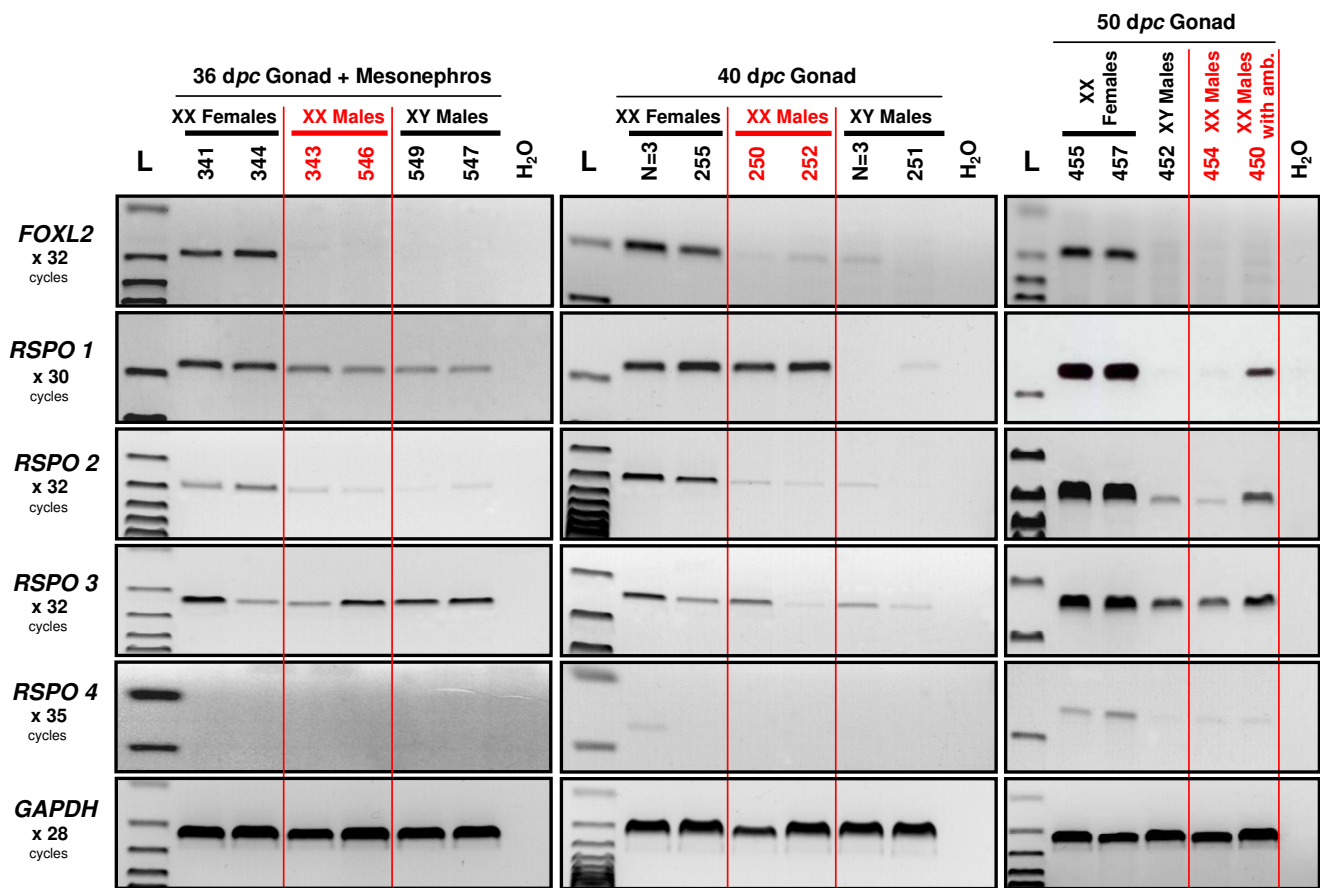 50 dpc Gonad
36 dpc Gonad + Mesonephros
40 dpc Gonad
XX Females
XX Males
XY Males
XX Females
XX Males
XY Males
XX Females
XY Males
XX Males
XX Males with amb.
L
341
344
343
546
549
547
H2O
L
N=3
255
250
252
N=3
251
H2O
L
455
457
452
454
450
H2O
FOXL2
x 32
cycles
RSPO 1
x 30
cycles
RSPO 2
x 32
cycles
RSPO 3
x 32
cycles
RSPO 4
x 35
cycles
GAPDH
x 28
cycles